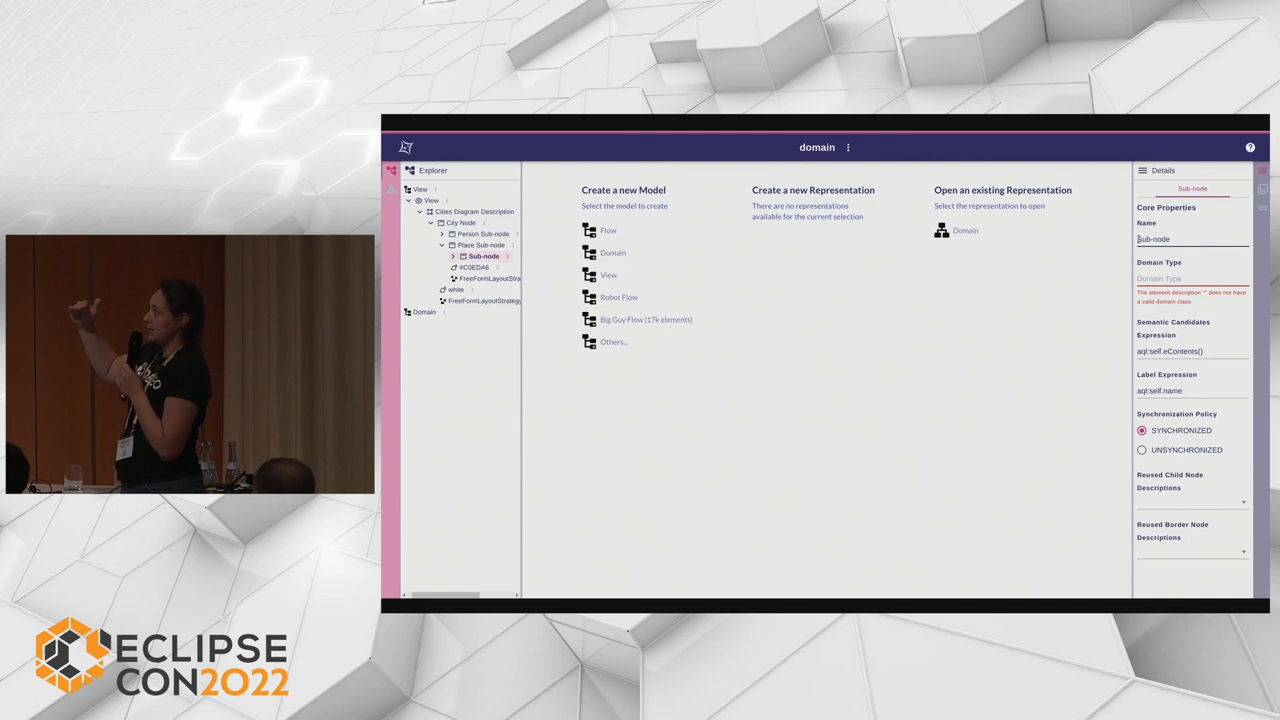 domain
Explorer
View
View
Cities Diagram Description
City Node
Person Sub-node
Place Sub-node
Sub-node
#C0EDA6
FreeFormLayoutStra
white
FreeFormLayoutStrategy
Domain
Create a new Model
Select the model to create
Flow
Domain
View
Robot Flow
Big Guy Flow (17k elements)
Others...
Create a new Representation
There are no representations
available for the current selection
Open an existing Representation
Select the representation to open
Domain
Details
Sub-node
Core Properties
Name
Sub-node
Domain Type
Domain Type
The element description "" does not have
a valid domain class
Semantic Candidates
Expression
aql:self.eContents()
Label Expression
aql:self.name
Synchronization Policy
SYNCHRONIZED
UNSYNCHRONIZED
Reused Child Node
Descriptions
Reused Border Node
Descriptions
ECLIPSE
CON2022